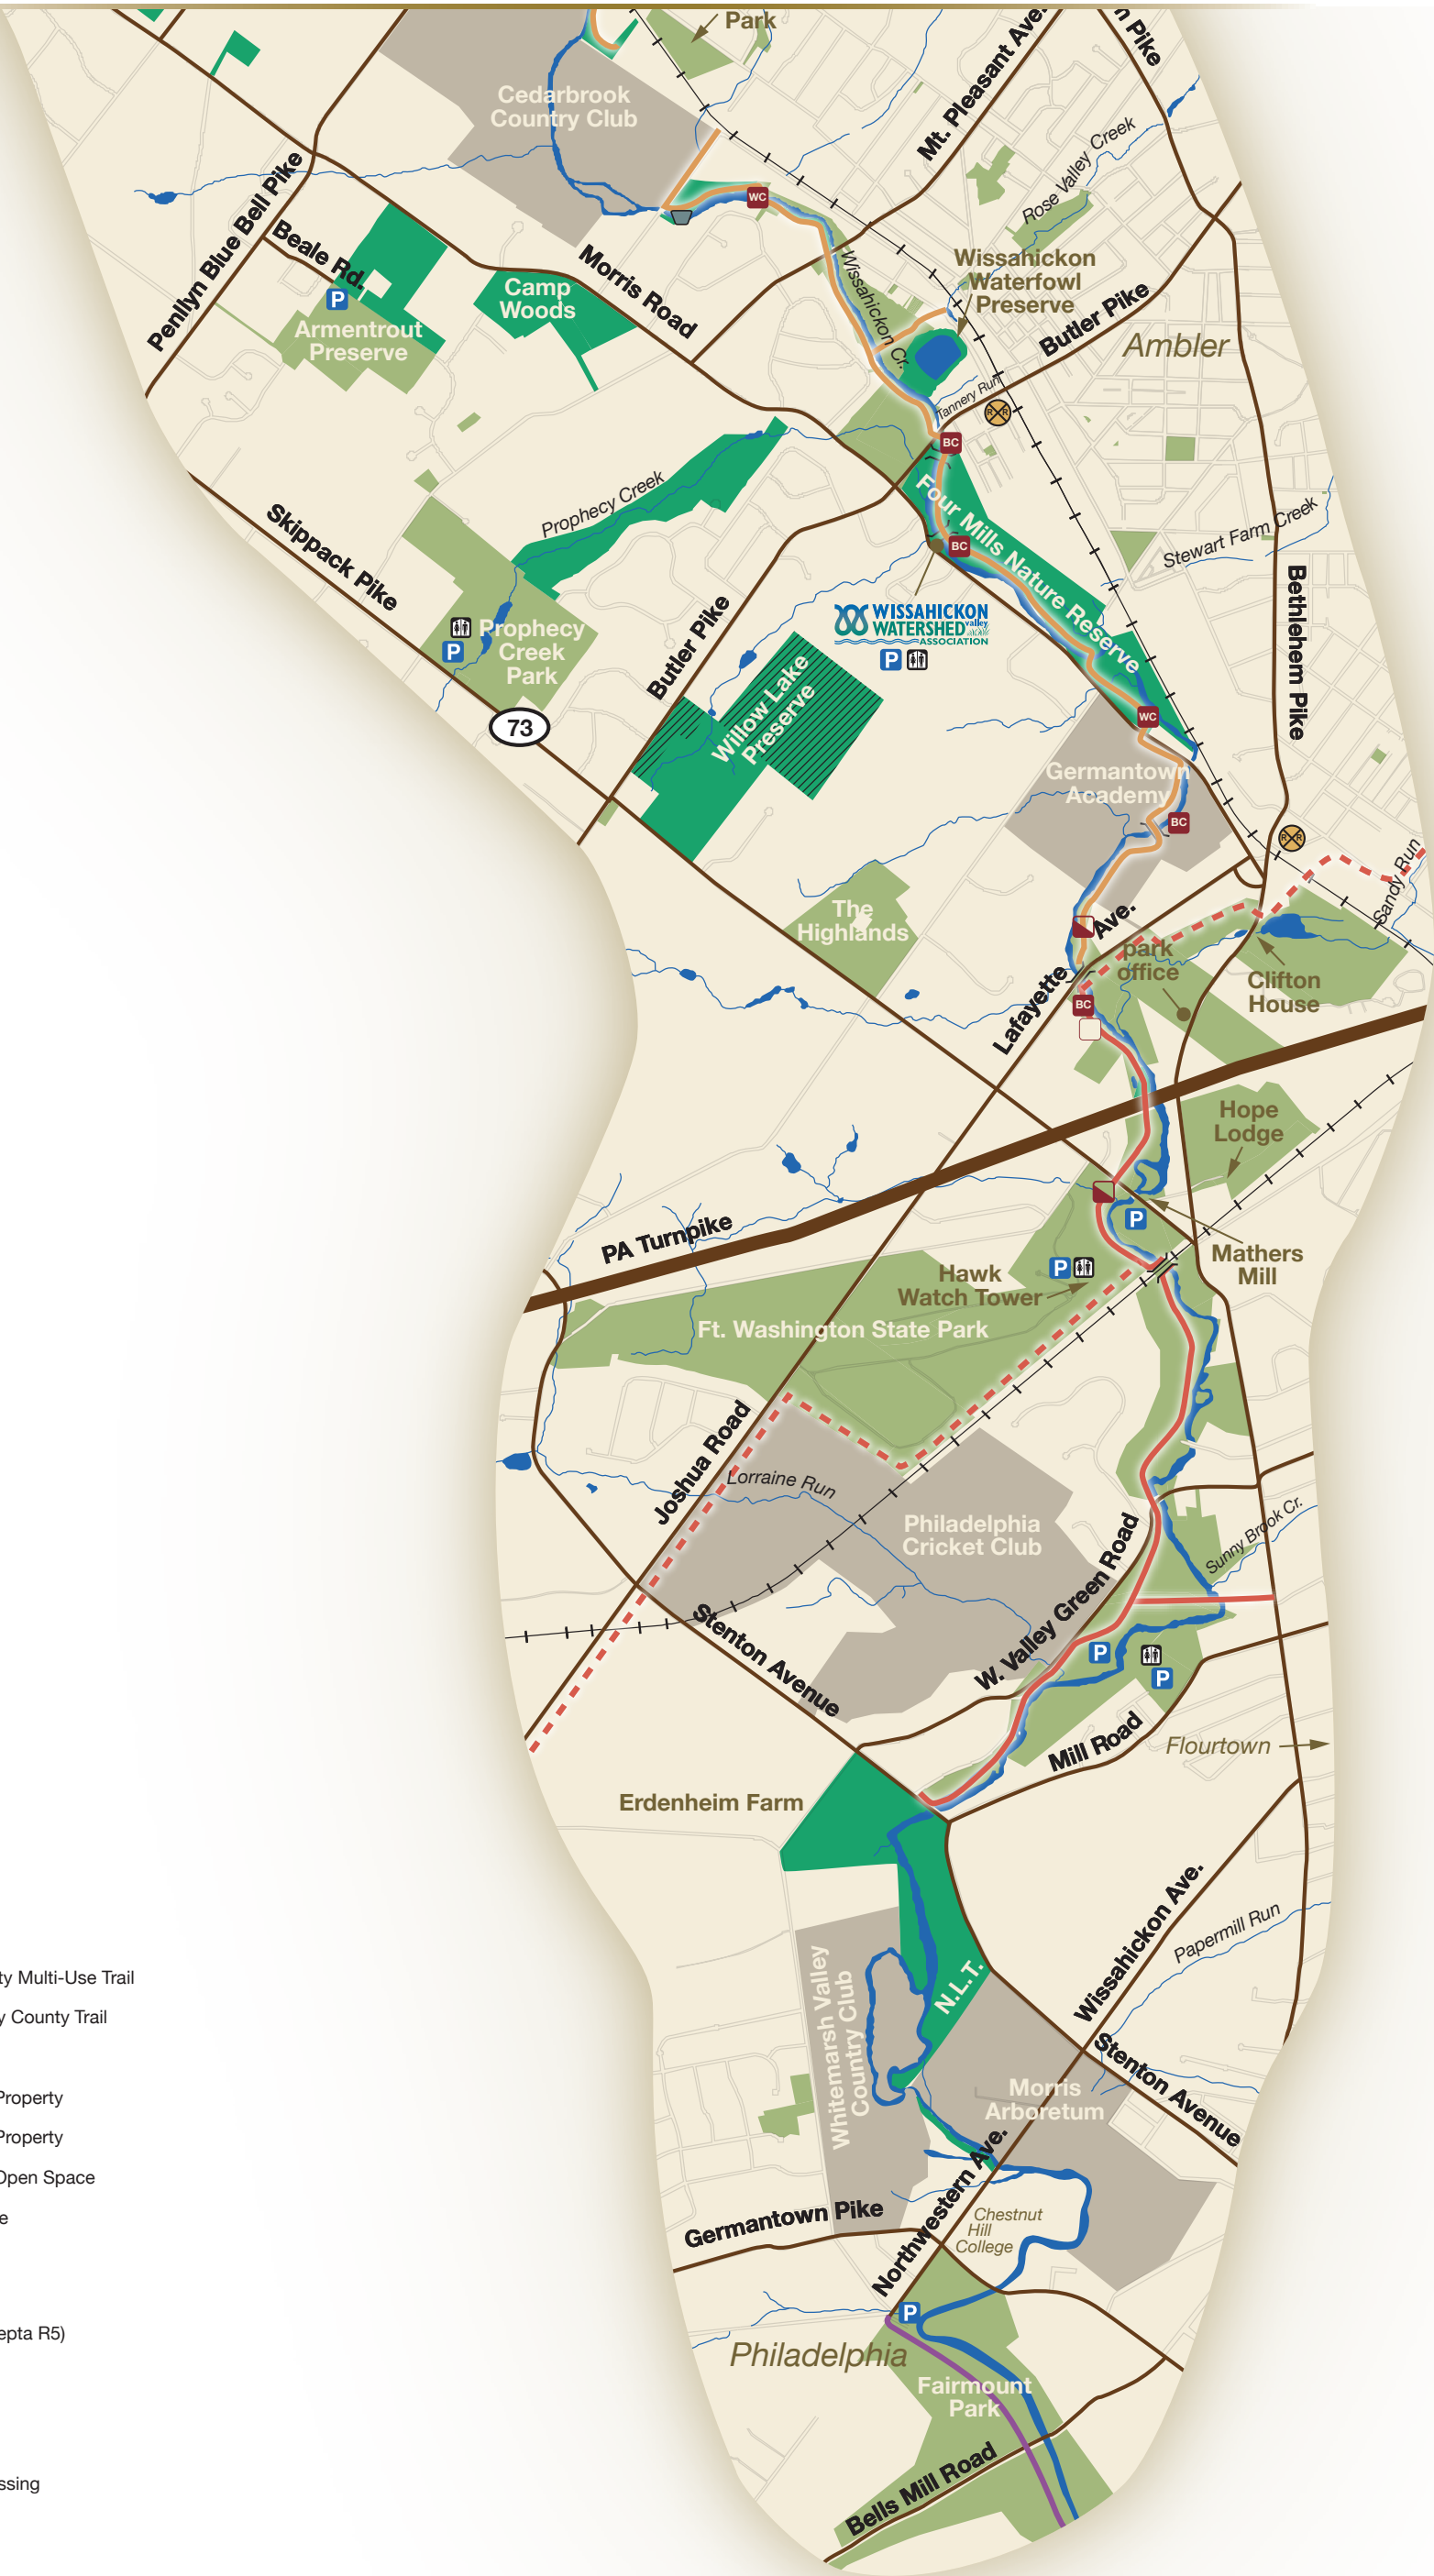 Park
Mt. Pleasant Ave.
n Pike
Cedarbrook
Country Club
Rose Valley Creek
Penllyn Blue Bell Pike
WC
Beale Rd.
Morris Road
Wissahickon Cr.
Wissahickon
Waterfowl
Preserve
Camp
Woods
P
Armentrout
Preserve
Butler Pike
Ambler
Tannery Run
R R
BC
Prophecy Creek
Four Mills Nature Reserve
Skippack Pike
BC
Stewart Farm Creek
Bethlehem Pike
WISSAHICKON
valley
WATERSHED
ASSOCIATION
P
Prophecy
Creek
Park
P
Butler Pike
Willow Lake
Preserve
73
WC
Germantown
Academy
BC
R R
Sandy Run
The
Highlands
Lafayette Ave.
park
office
Clifton
House
BC
Hope
Lodge
PA Turnpike
P
Mathers
Mill
P
Hawk
Watch Tower
Ft. Washington State Park
Joshua Road
Lorraine Run
Philadelphia
Cricket Club
Sunny Brook Cr.
W. Valley Green Road
Stenton Avenue
P
P
Mill Road
Flourtown
Erdenheim Farm
Wissahickon Ave.
Papermill Run
Whitemarsh Valley
Country Club
N.L.T.
ty Multi-Use Trail
y County Trail
Stenton Avenue
Morris
Arboretum
Property
Property
Open Space
e
Northwestern Ave.
Germantown Pike
Chestnut
Hill
College
P
epta R5)
Philadelphia
Fairmount
Park
Bells Mill Road
ssing